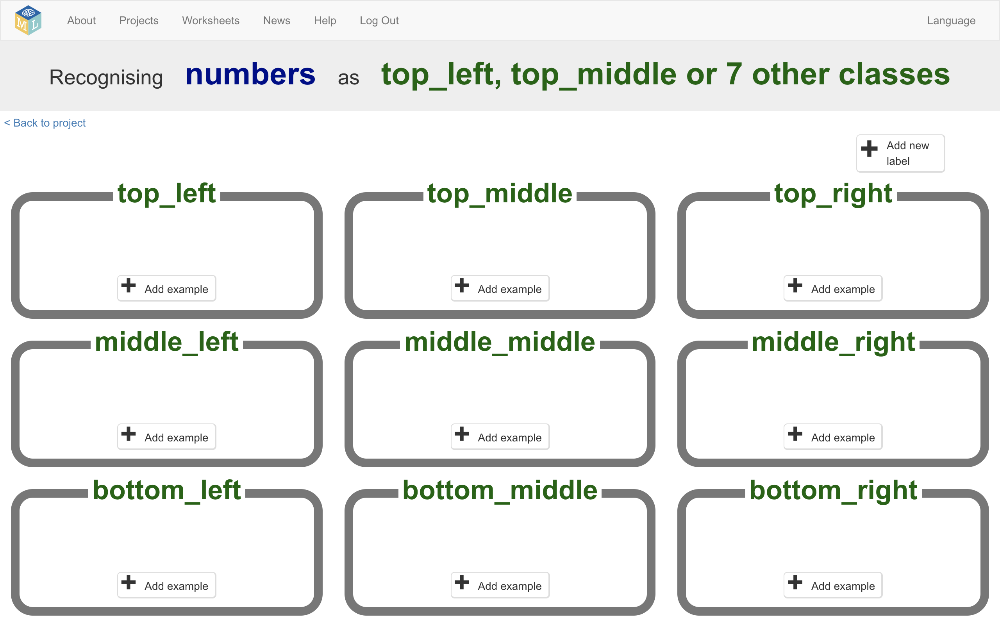 M L About Projects Worksheets News Help Log Out Language
Recognising numbers as top_left, top_middle or 7 other classes
< Back to project
Add new
label
top_left top_middle top_right
Add example Add example Add example
middle_left middle_middle middle_right
Add example Add example Add example
bottom_left bottom_middle bottom_right
Add example Add example Add example